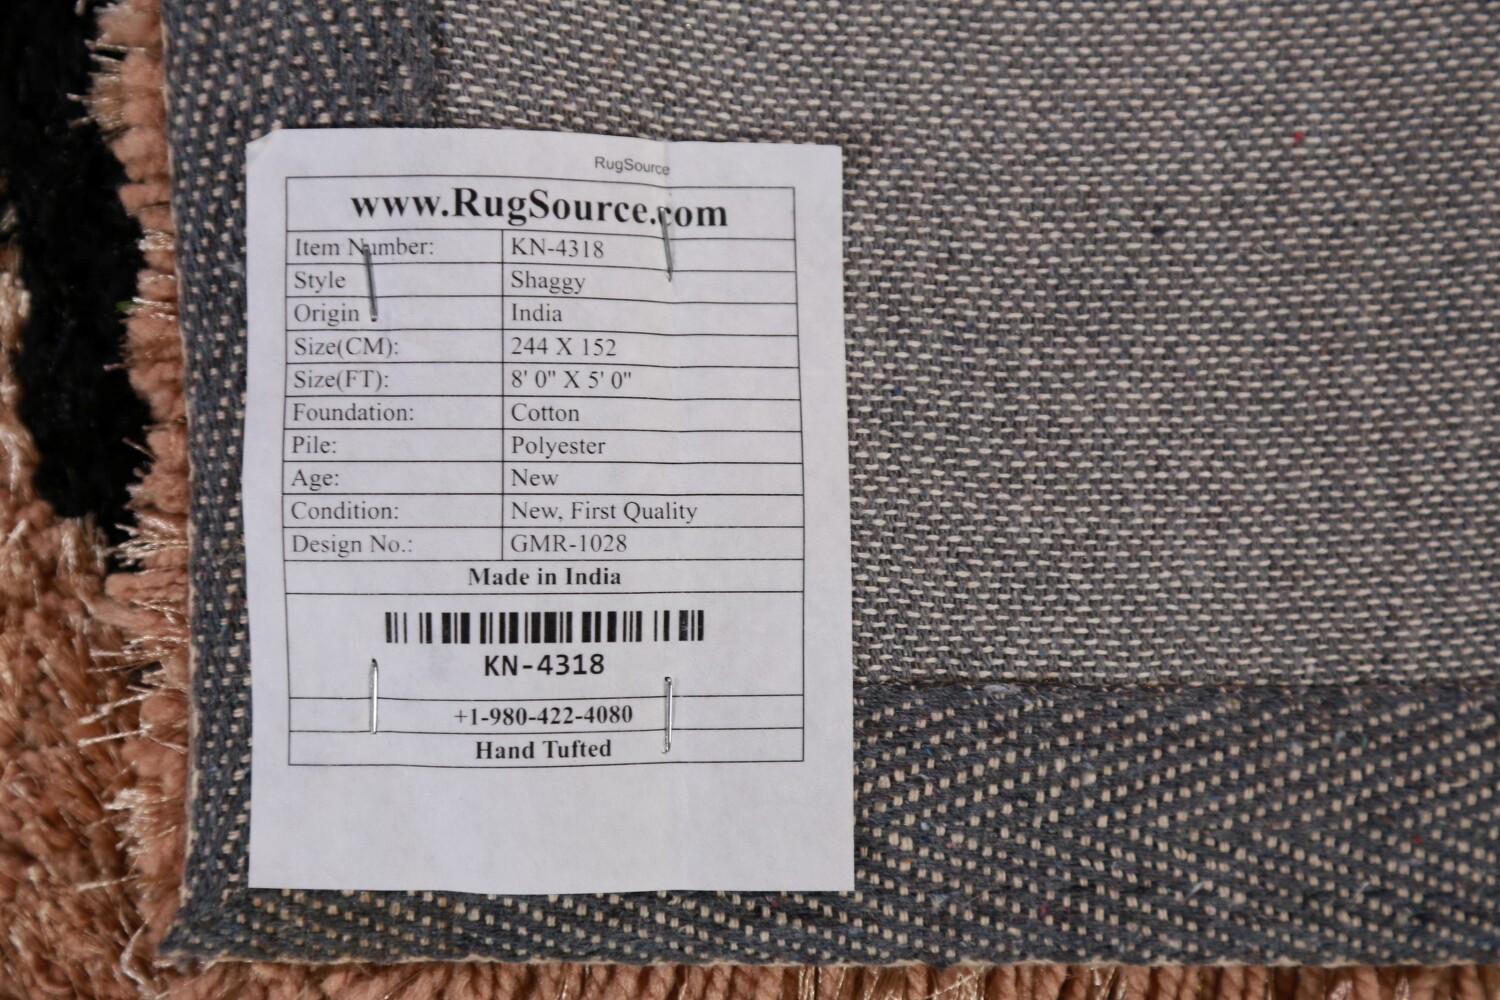 RugSource
www.RugSource.com
Item Number: KN-4318
Style Shaggy
Origin India
Size(CM): 244 X 152
Size(FT): 8' 0" X 5' 0"
Foundation: Cotton
Pile: Polyester
Age: New
Condition: New, First Quality
Design No.: GMR-1028
Made in India
KN-4318
+1-980-422-4080
Hand Tufted